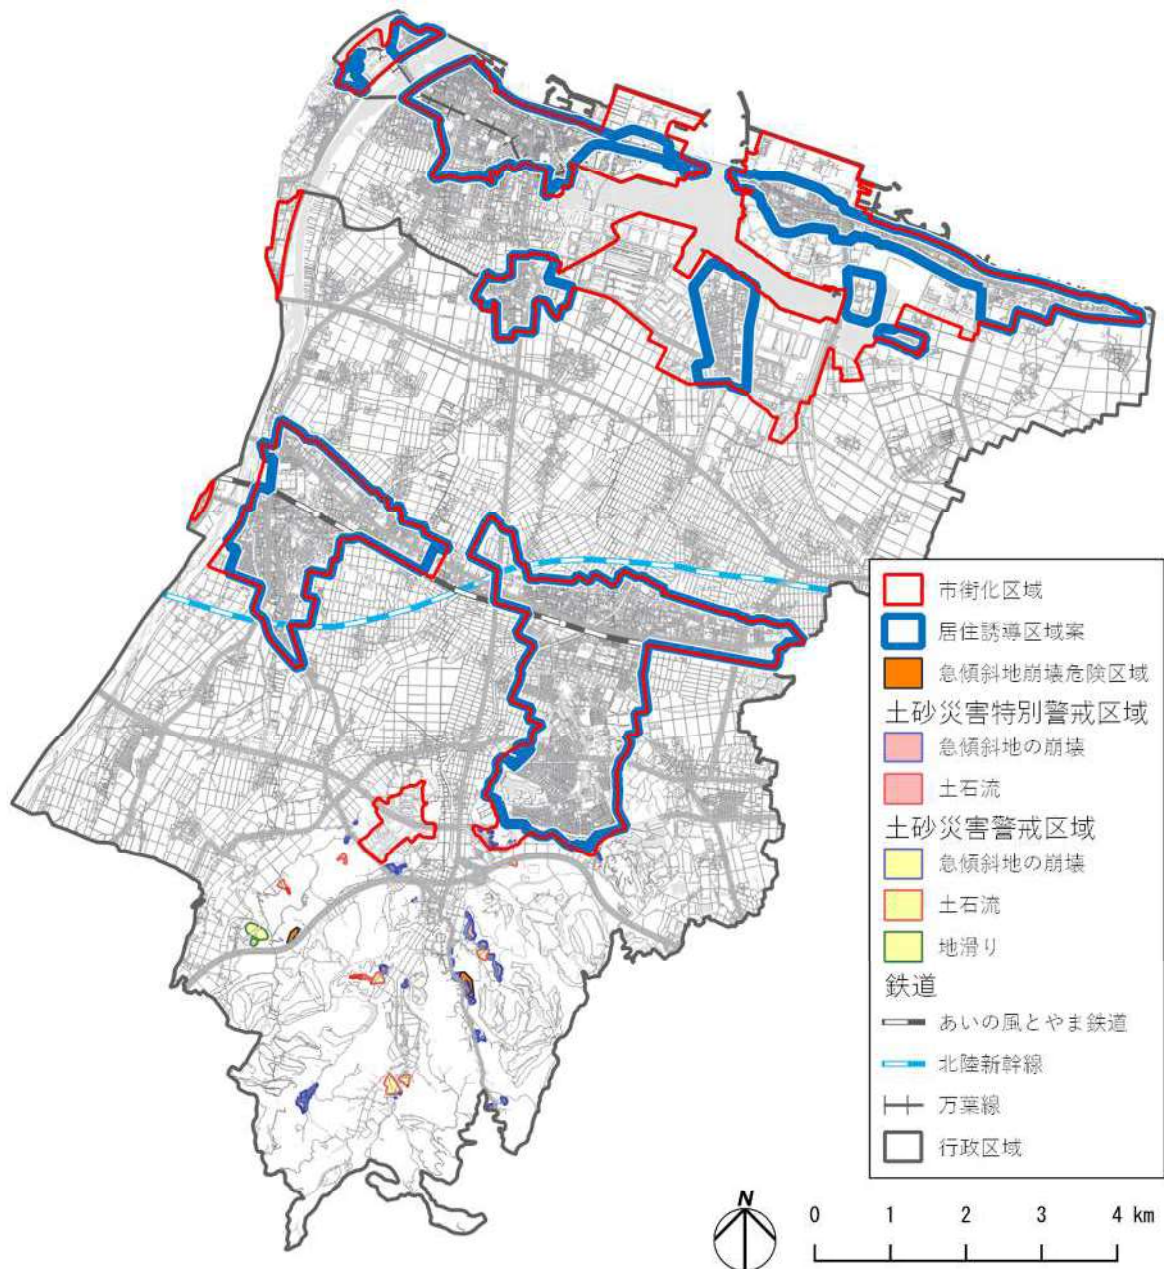 市街化区域
居住誘導区域案
急傾斜地崩壊危険区域
土砂災害特別警戒区域
急傾斜地の崩壊
土石流
土砂災害警戒区域
急傾斜地の崩壊
土石流
地滑り
鉄道
あいの風とやま鉄道
北陸新幹線
万葉線
行政区域
N
0 1 2 3 4 km